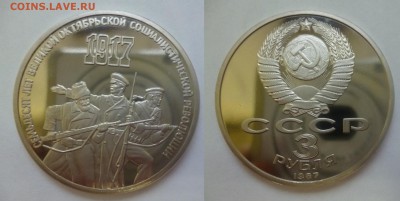 COINS.LAVE.RU
СЕМЬДЕСЯТ ЛЕТ ВЕЛИКОЙ ОКТЯБРЬСКОЙ СОЦИАЛИСТИЧЕСКОЙ РЕВОЛЮЦИИ
1917
СССР
3
РУБЛЯ
1987